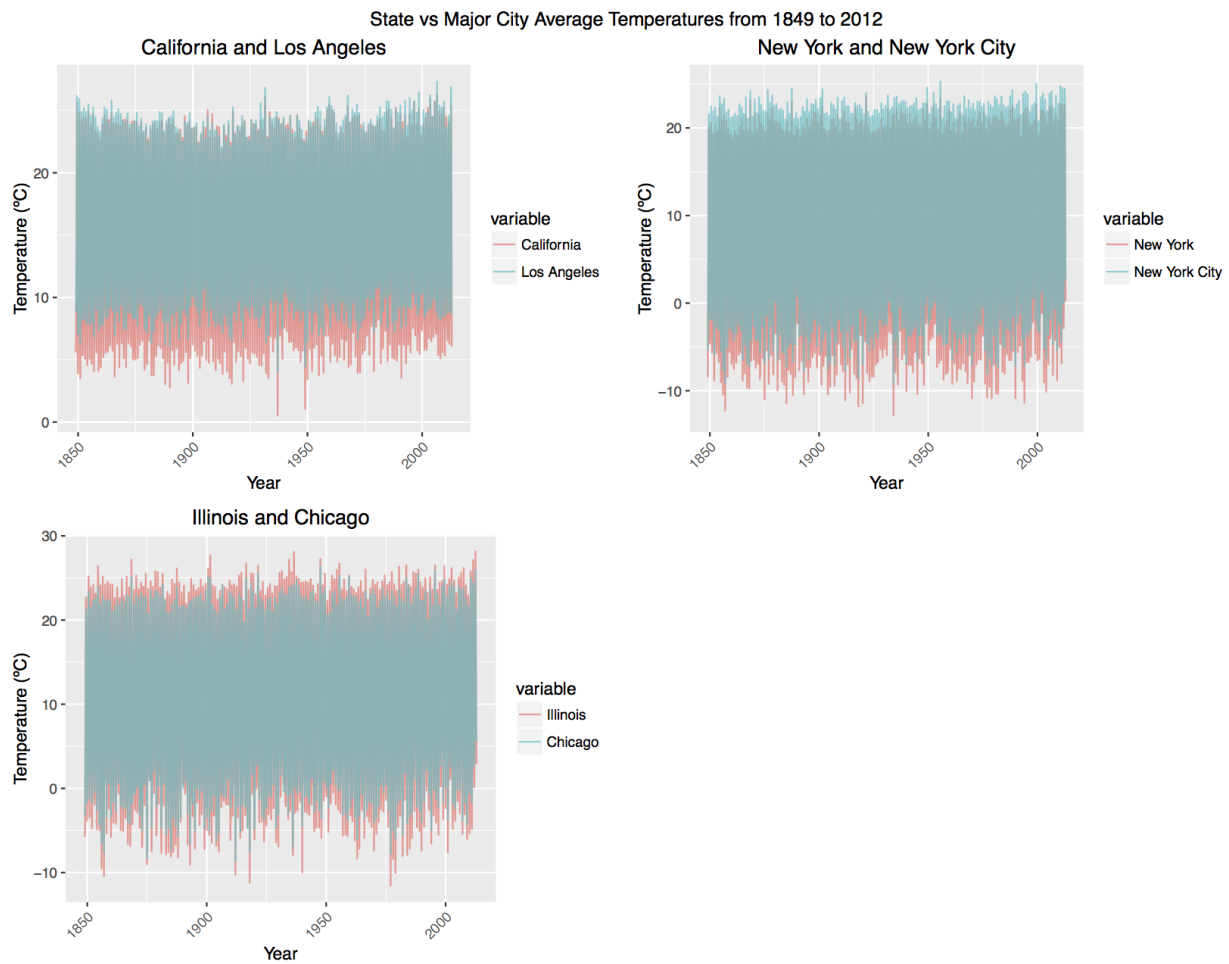 State vs Major City Average Temperatures from 1849 to 2012
California and Los Angeles
Temperature (ºC)
20
10
0
1850
1900
1950
2000
Year
variable
California
Los Angeles
New York and New York City
Temperature (ºC)
20
10
0
−10
1850
1900
1950
2000
Year
variable
New York
New York City
Illinois and Chicago
Temperature (ºC)
30
20
10
0
−10
1850
1900
1950
2000
Year
variable
Illinois
Chicago